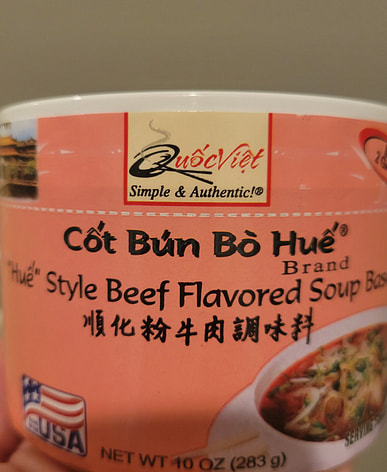 QuốcViệt
Simple & Authentic!®
Cốt Bún Bò Huế®
Brand
"Huế" Style Beef Flavored Soup Bas
順化粉牛肉調味料
USA
NET WT 10 OZ (283 g)